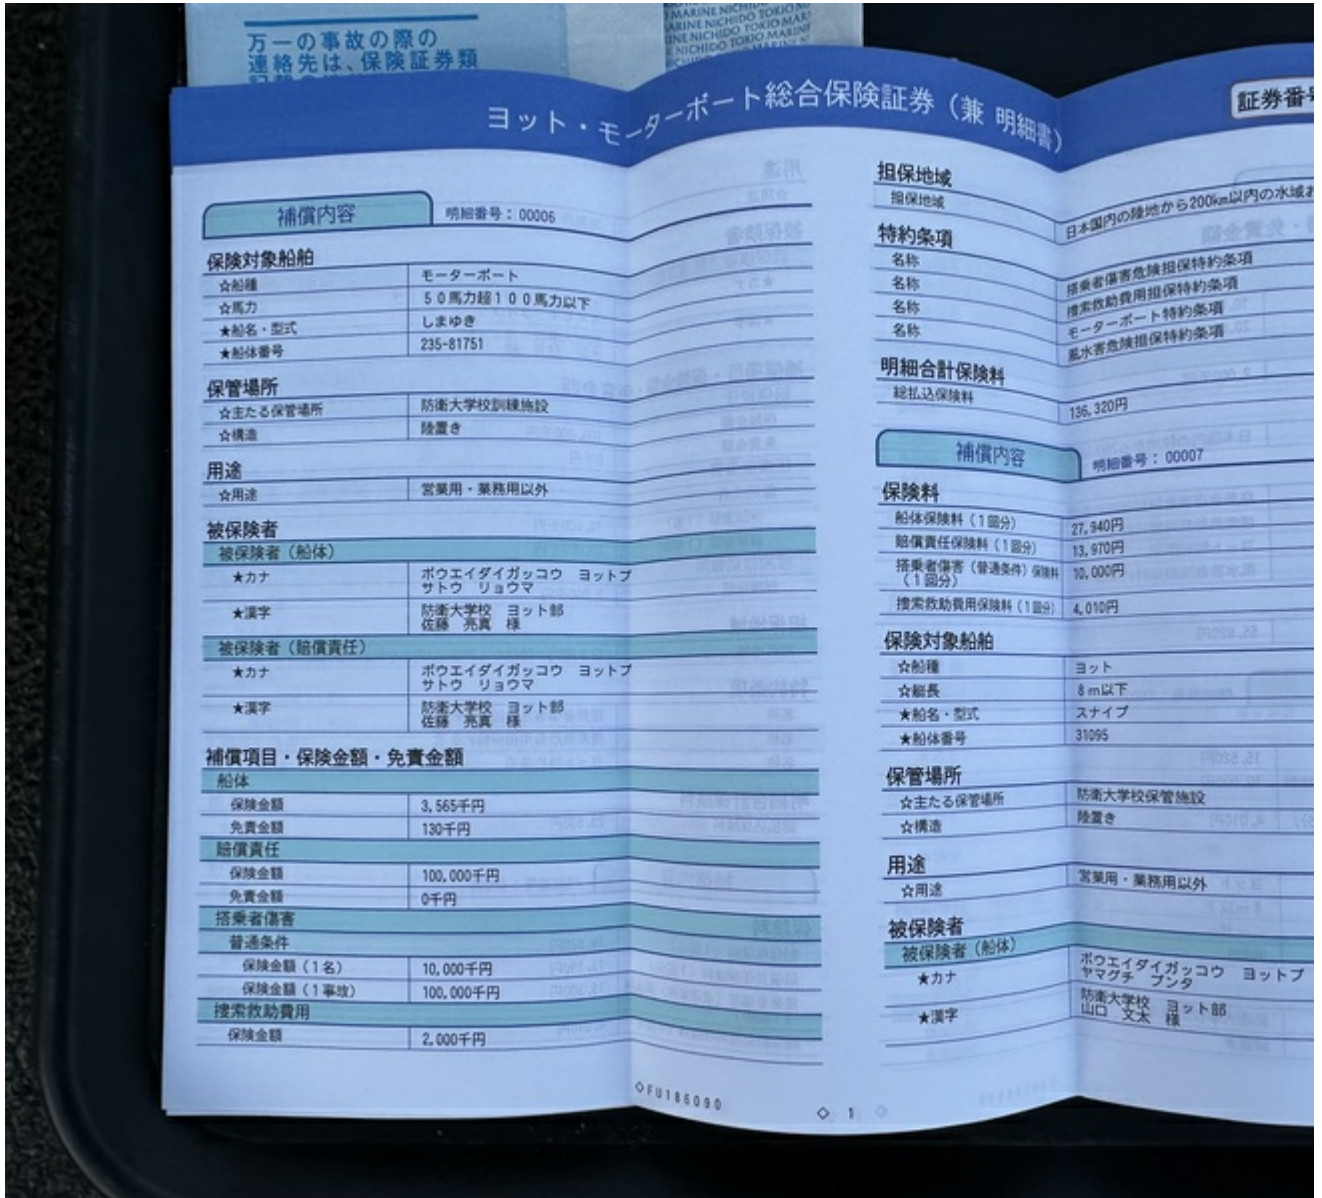 万一の事故の際の
連絡先は、保険証券類
MARINE NICHIDO TOKIO MAR
ARINE NICHIDO TOKIO MAR
INE NICHIDO TOKIO MARIN
E NICHIDO TOKIO MARINE N
ヨット・モーターボート総合保険証券（兼 明細書）
証券番号
補償内容 明細番号：00006
保険対象船舶
☆船種 モーターボート
☆馬力 ５０馬力超１００馬力以下
★船名・型式 しまゆき
★船体番号 235-81751
保管場所
☆主たる保管場所 防衛大学校訓練施設
☆構造 陸置き
用途
☆用途 営業用・業務用以外
被保険者
被保険者（船体）
★カナ ボウエイダイガッコウ　ヨットブ
サトウ　リョウマ
★漢字 防衛大学校　ヨット部
佐藤　亮真　様
被保険者（賠償責任）
★カナ ボウエイダイガッコウ　ヨットブ
サトウ　リョウマ
★漢字 防衛大学校　ヨット部
佐藤　亮真　様
補償項目・保険金額・免責金額
船体
保険金額 3,565千円
免責金額 130千円
賠償責任
保険金額 100,000千円
免責金額 0千円
搭乗者傷害
普通条件
保険金額（1名） 10,000千円
保険金額（1事故） 100,000千円
捜索救助費用
保険金額 2,000千円
担保地域
担保地域 日本国内の陸地から200km以内の水域お
特約条項
名称 搭乗者傷害危険担保特約条項
名称 捜索救助費用担保特約条項
名称 モーターボート特約条項
名称 風水害危険担保特約条項
明細合計保険料
総払込保険料 136,320円
補償内容 明細番号：00007
保険料
船体保険料（1回分） 27,940円
賠償責任保険料（1回分） 13,970円
搭乗者傷害（普通条件）保険料
（1回分） 10,000円
捜索救助費用保険料（1回分） 4,010円
保険対象船舶
☆船種 ヨット
☆艇長 8m以下
★船名・型式 スナイプ
★船体番号 31095
保管場所
☆主たる保管場所 防衛大学校保管施設
☆構造 陸置き
用途
☆用途 営業用・業務用以外
被保険者
被保険者（船体）
★カナ ボウエイダイガッコウ　ヨットブ
ヤマグチ　ブンタ
★漢字 防衛大学校　ヨット部
山口　文太　様
◇FU186090
◇ 1 ◇